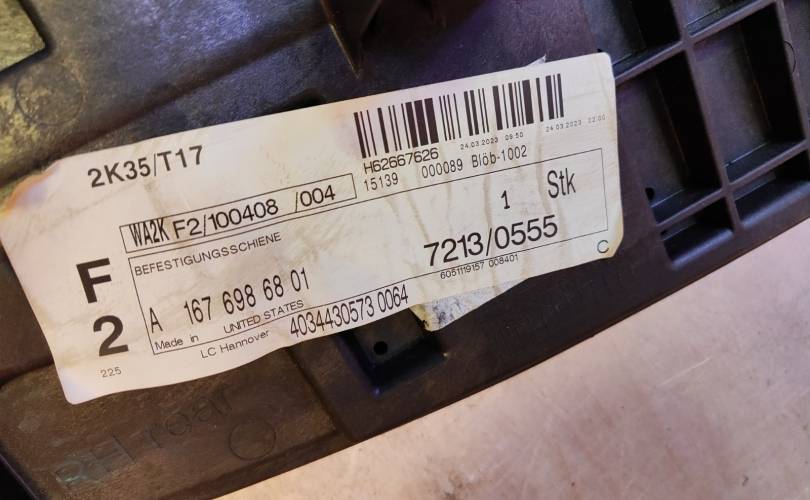 2K35/T17
H62667626
24.03.2023 09:50
24.03.2023 22:00
15139 000089 Blöb-1002
WA2K F2/100408 /004
1 Stk
BEFESTIGUNGSSCHIENE
F
2
7213/0555
A 167 698 68 01
6051119157 008401
C
Made in UNITED STATES
LC Hannover 4034430573 0064
225
RH rear